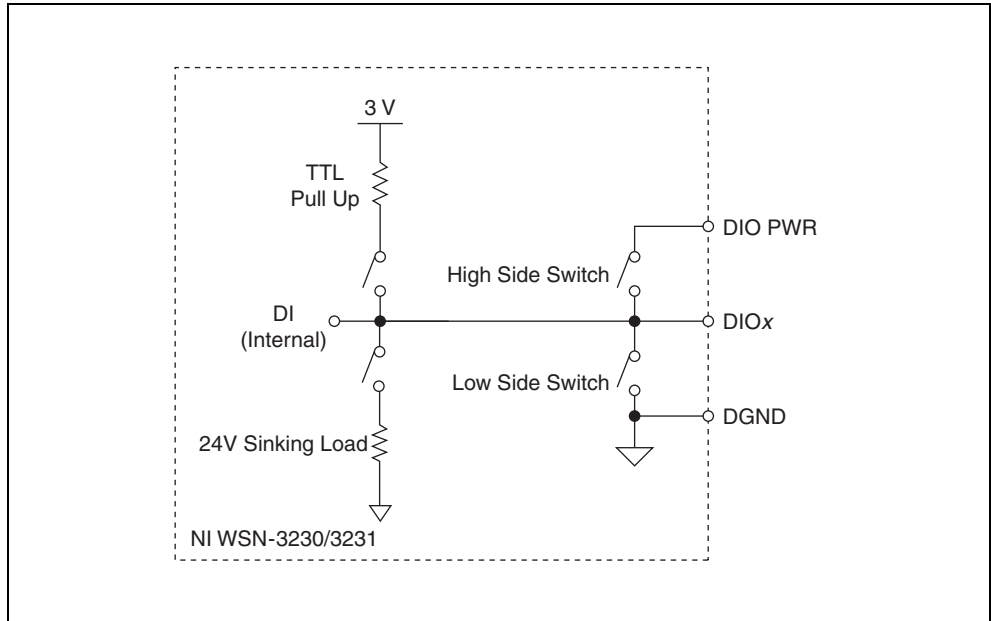 3 V
TTL
Pull Up
DIO PWR
High Side Switch
DI
(Internal)
DIOx
Low Side Switch
DGND
24V Sinking Load
NI WSN-3230/3231